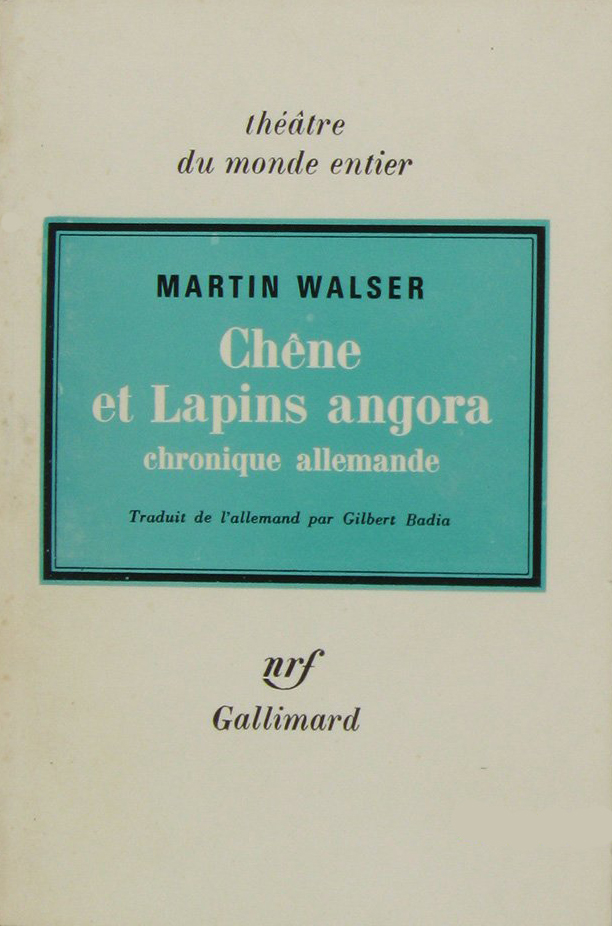 théâtre
du monde entier
MARTIN WALSER
Chêne
et Lapins angora
chronique allemande
Traduit de l'allemand par Gilbert Badia
nrf
Gallimard